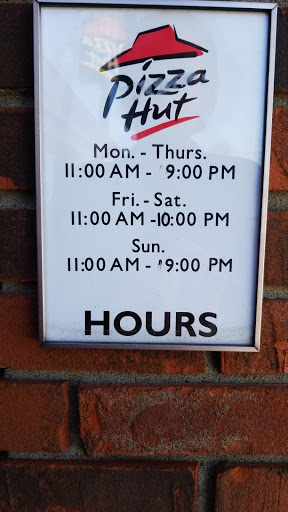 Pizza
Hut
Mon. - Thurs.
11:00 AM - 9:00 PM
Fri. - Sat.
11:00 AM -10:00 PM
Sun.
11:00 AM - 9:00 PM
HOURS